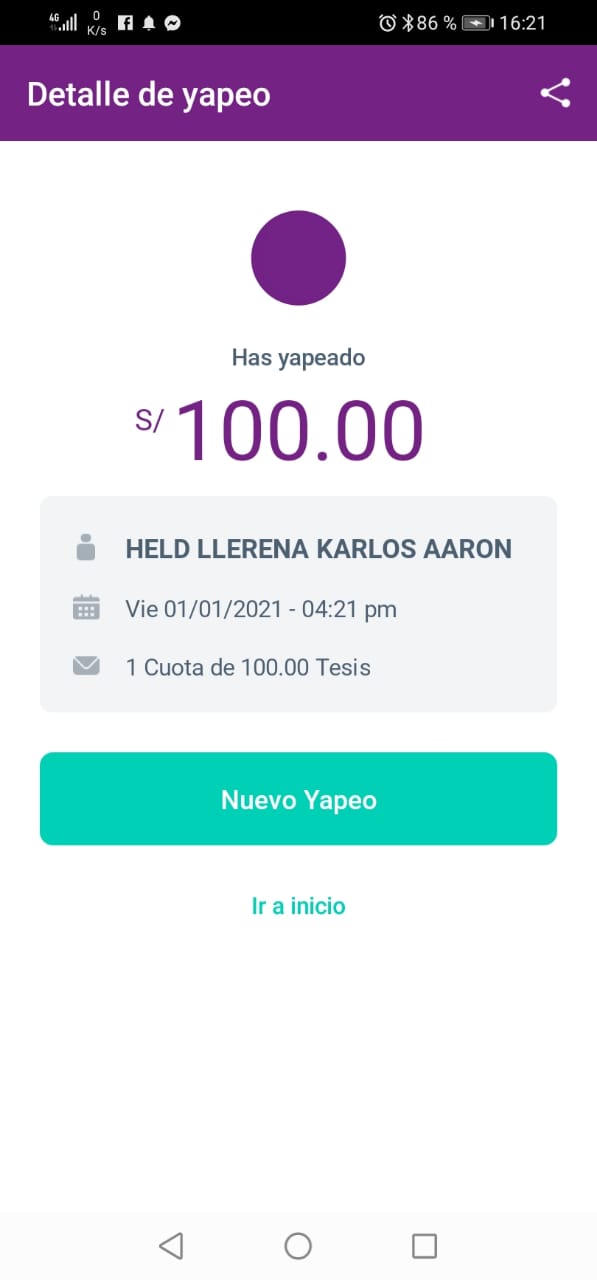 4G 0 K/s 86 % 16:21
Detalle de yapeo
Has yapeado
S/ 100.00
HELD LLERENA KARLOS AARON
Vie 01/01/2021 - 04:21 pm
1 Cuota de 100.00 Tesis
Nuevo Yapeo
Ir a inicio